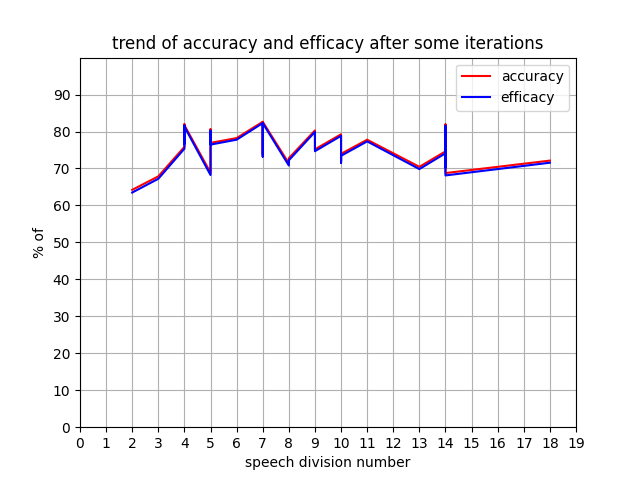 trend of accuracy and efficacy after some iterations
accuracy
efficacy
90
80
70
60
50
40
30
20
10
0
% of
0 1 2 3 4 5 6 7 8 9 10 11 12 13 14 15 16 17 18 19
speech division number